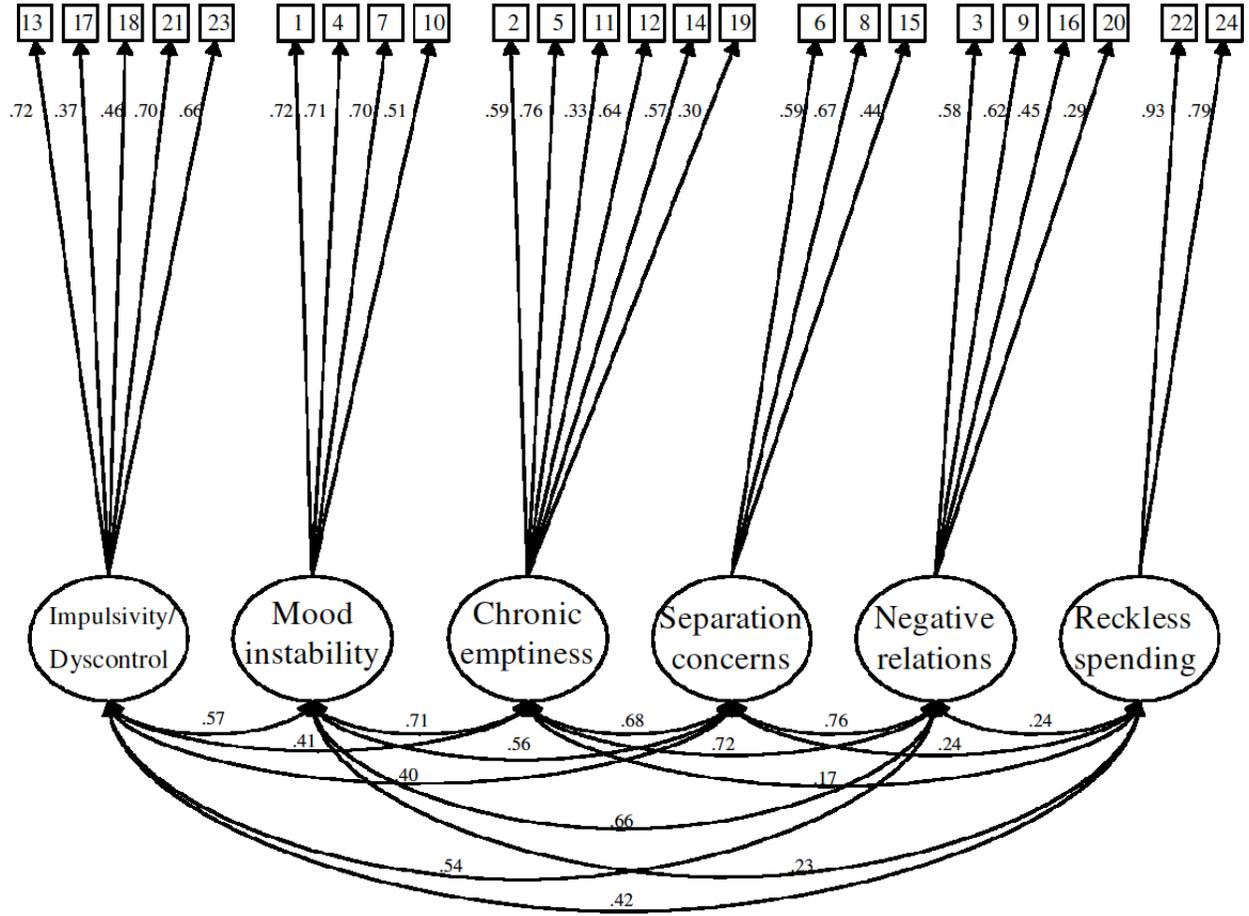 13 17 18 21 23 1 4 7 10 2 5 11 12 14 19 6 8 15 3 9 16 20 22 24
.72 .37 .46 .70 .66 .72 .71 .70 .51 .59 .76 .33 .64 .57 .30 .59 .67 .44 .58 .62 .45 .29 .93 .79
Impulsivity/
Dyscontrol
Mood
instability
Chronic
emptiness
Separation
concerns
Negative
relations
Reckless
spending
.57 .71 .68 .76 .24
.41 .56 .72 .24
.40 .17
.66
.54 .23
.42